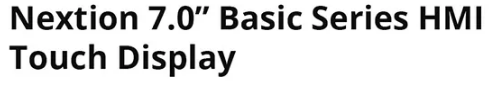 Nextion 7.0” Basic Series HMI
Touch Display